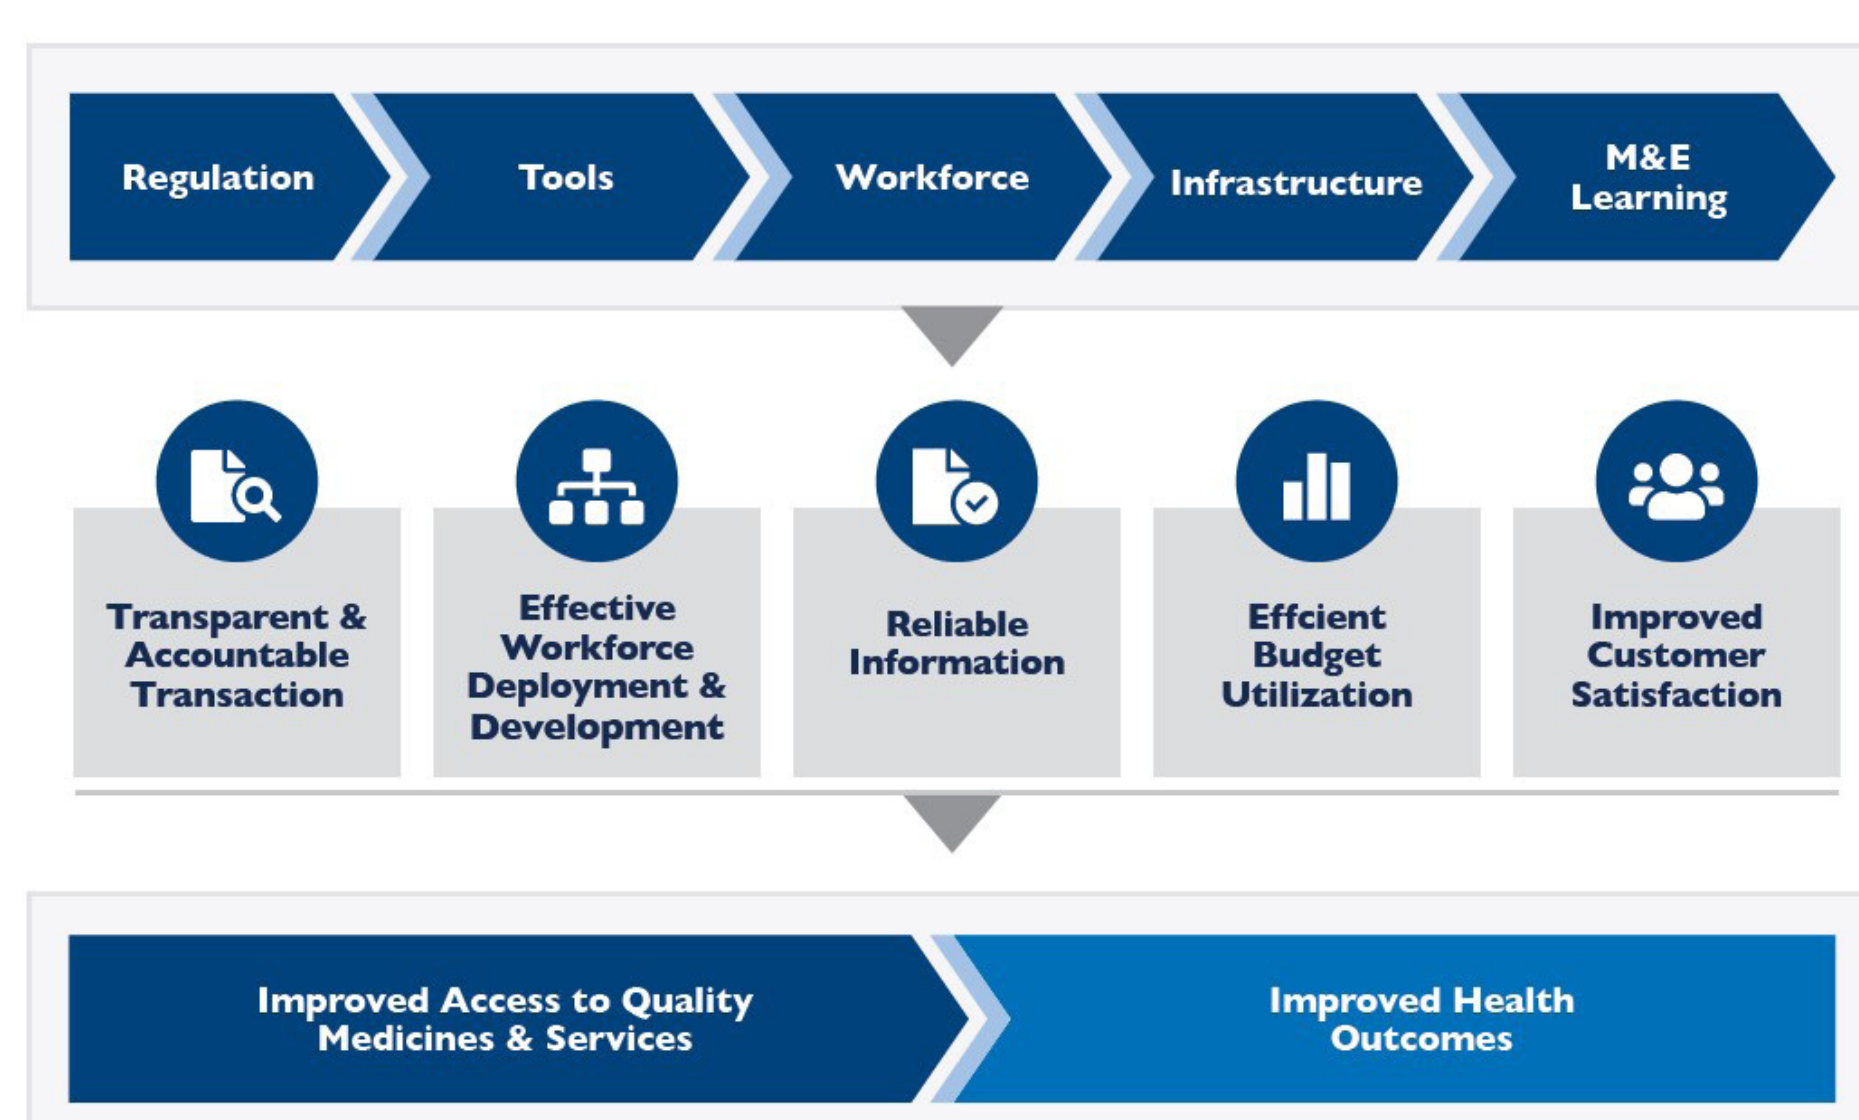 Regulation
Tools
Workforce
Infrastructure
M&E
Learning
Transparent &
Accountable
Transaction
Effective
Workforce
Deployment &
Development
Reliable
Information
Effcient
Budget
Utilization
Improved
Customer
Satisfaction
Improved Access to Quality
Medicines & Services
Improved Health
Outcomes